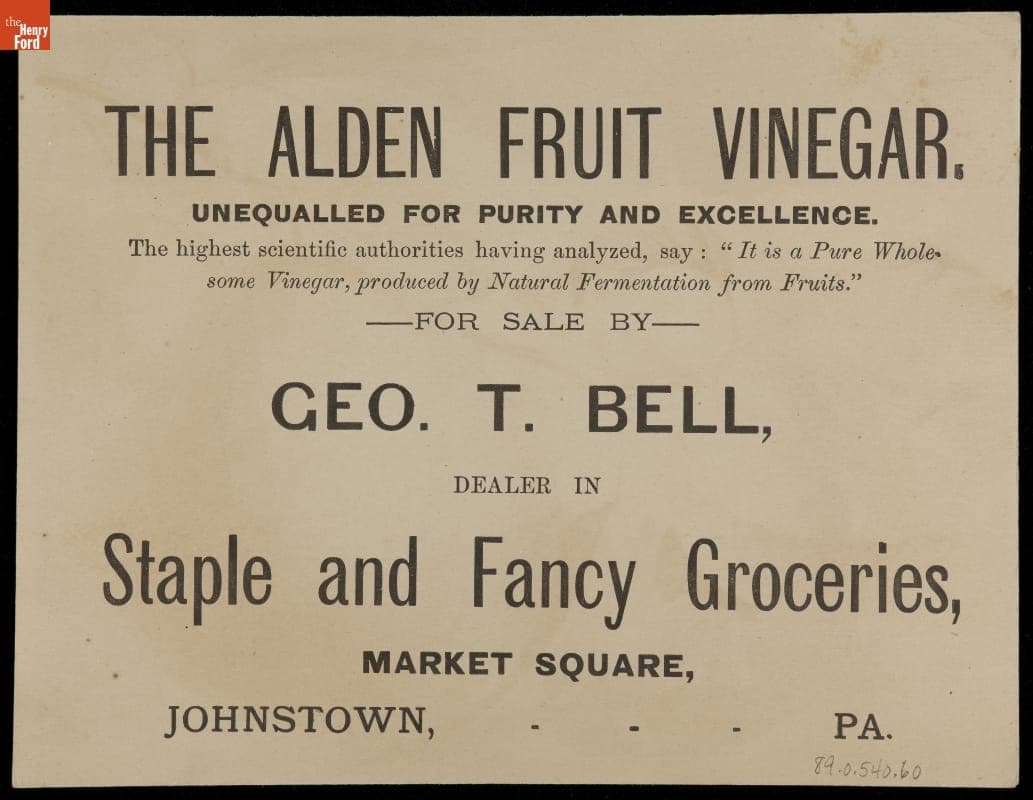 the
Henry
Ford
THE ALDEN FRUIT VINEGAR.
UNEQUALLED FOR PURITY AND EXCELLENCE.
The highest scientific authorities having analyzed, say: "It is a Pure Whole-
some Vinegar, produced by Natural Fermentation from Fruits."
—FOR SALE BY—
GEO. T. BELL,
DEALER IN
Staple and Fancy Groceries,
MARKET SQUARE,
JOHNSTOWN, - - - PA.
89.0.540.60